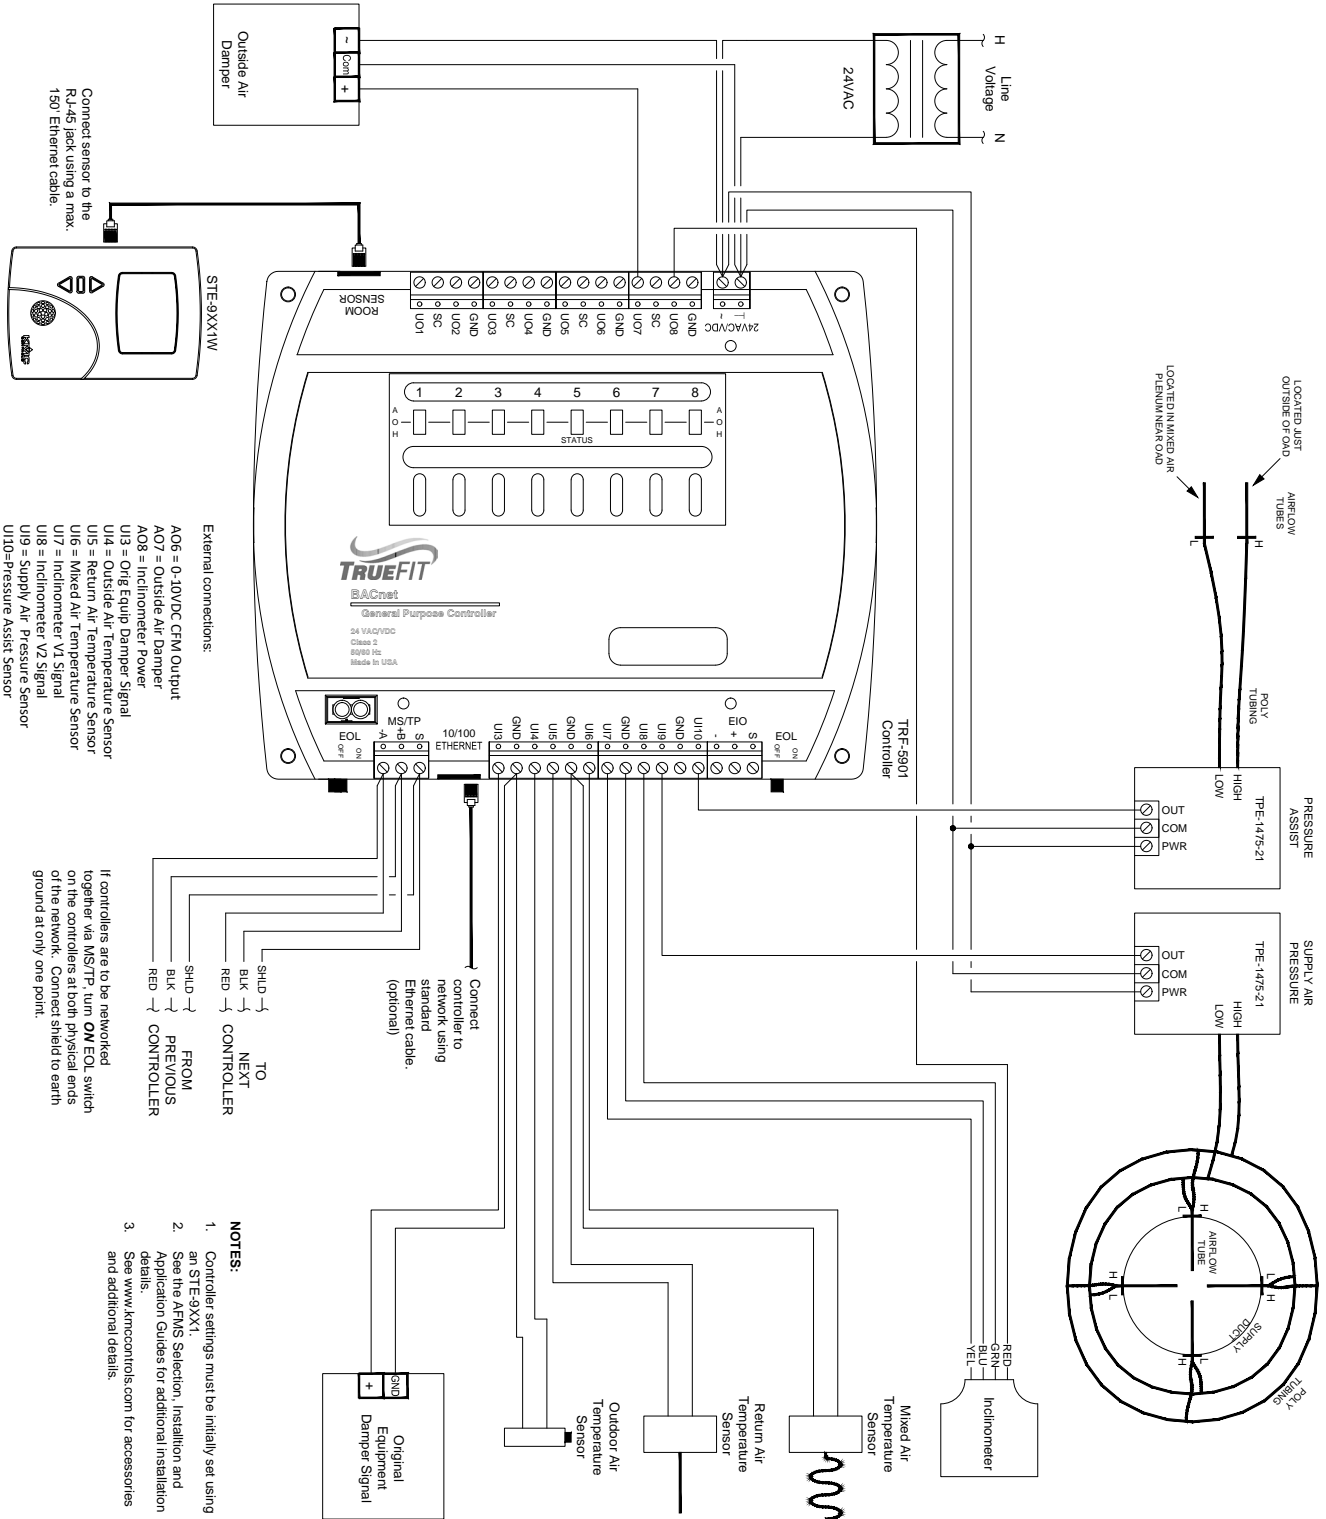 H
Line
Voltage
N
24VAC
~
Com
+
Outside Air
Damper
Connect sensor to the
RJ-45 jack using a max.
150' Ethernet cable.
STE-9XX1W
ROOM
SENSOR
UO1
SC
UO2
GND
UO3
SC
UO4
GND
UO5
SC
UO6
GND
UO7
SC
UO8
GND
~
24VAC/VDC
1
2
3
4
5
6
7
8
A
O
H
A
O
H
STATUS
TRUEFIT
BACnet
General Purpose Controller
24 VAC/VDC
Class 2
50/60 Hz
Made in USA
TRF-5901
Controller
EOL
OFF
ON
MS/TP
-A
+B
S
10/100
ETHERNET
UI3
GND
UI4
UI5
GND
UI6
UI7
GND
UI8
UI9
GND
UI10
EIO
-
+
S
EOL
OFF
ON
External connections:
AO6 = 0-10VDC CFM Output
AO7 = Outside Air Damper
AO8 = Inclinometer Power
UI3 = Orig Equip Damper Signal
UI4 = Outside Air Temperature Sensor
UI5 = Return Air Temperature Sensor
UI6 = Mixed Air Temperature Sensor
UI7 = Inclinometer V1 Signal
UI8 = Inclinometer V2 Signal
UI9 = Supply Air Pressure Sensor
UI10=Pressure Assist Sensor
LOCATED JUST
OUTSIDE OF OAD
LOCATED IN MIXED AIR
PLENUM NEAR OAD
AIRFLOW
TUBES
H
L
POLY
TUBING
PRESSURE
ASSIST
TPE-1475-21
HIGH
LOW
OUT
COM
PWR
SUPPLY AIR
PRESSURE
TPE-1475-21
OUT
COM
PWR
HIGH
LOW
H
L
AIRFLOW
TUBE
L
H
H
L
L
H
SUPPLY
DUCT
POLY
TUBING
Connect
controller to
network using
standard
Ethernet cable.
(optional)
SHLD
BLK
RED
TO
NEXT
CONTROLLER
SHLD
BLK
RED
FROM
PREVIOUS
CONTROLLER
If controllers are to be networked
together via MS/TP, turn ON EOL switch
on the controllers at both physical ends
of the network. Connect shield to earth
ground at only one point.
RED
GRN
BLU
YEL
Inclinometer
Mixed Air
Temperature
Sensor
Return Air
Temperature
Sensor
Outdoor Air
Temperature
Sensor
GND
+
Original
Equipment
Damper Signal
NOTES:
1. Controller settings must be initially set using
an STE-9XX1.
2. See the AFMS Selection, Installtion and
Application Guides for additional installation
details.
3. See www.kmccontrols.com for accessories
and additional details.